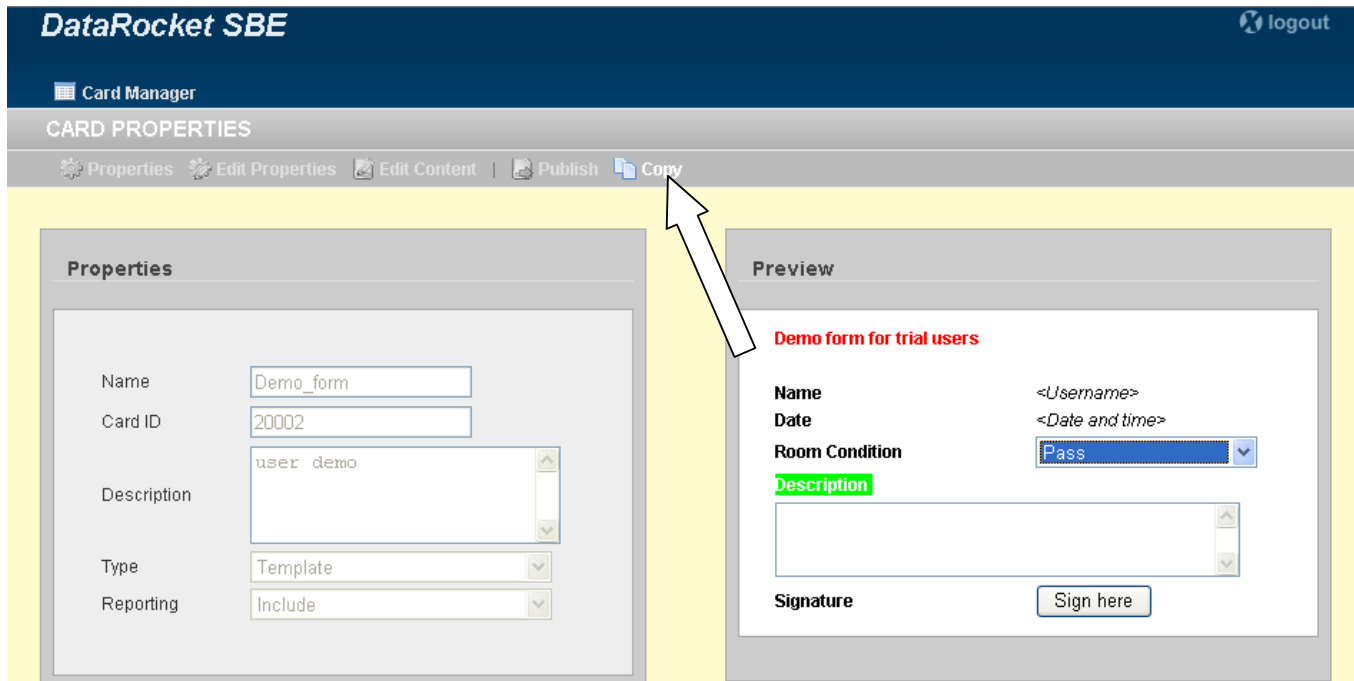 DataRocket SBE
logout
Card Manager
CARD PROPERTIES
Properties Edit Properties Edit Content | Publish Copy
Properties
Name Demo_form
Card ID 20002
Description user demo
Type Template
Reporting Include
Preview
Demo form for trial users
Name <Username>
Date <Date and time>
Room Condition Pass
Description
Signature Sign here